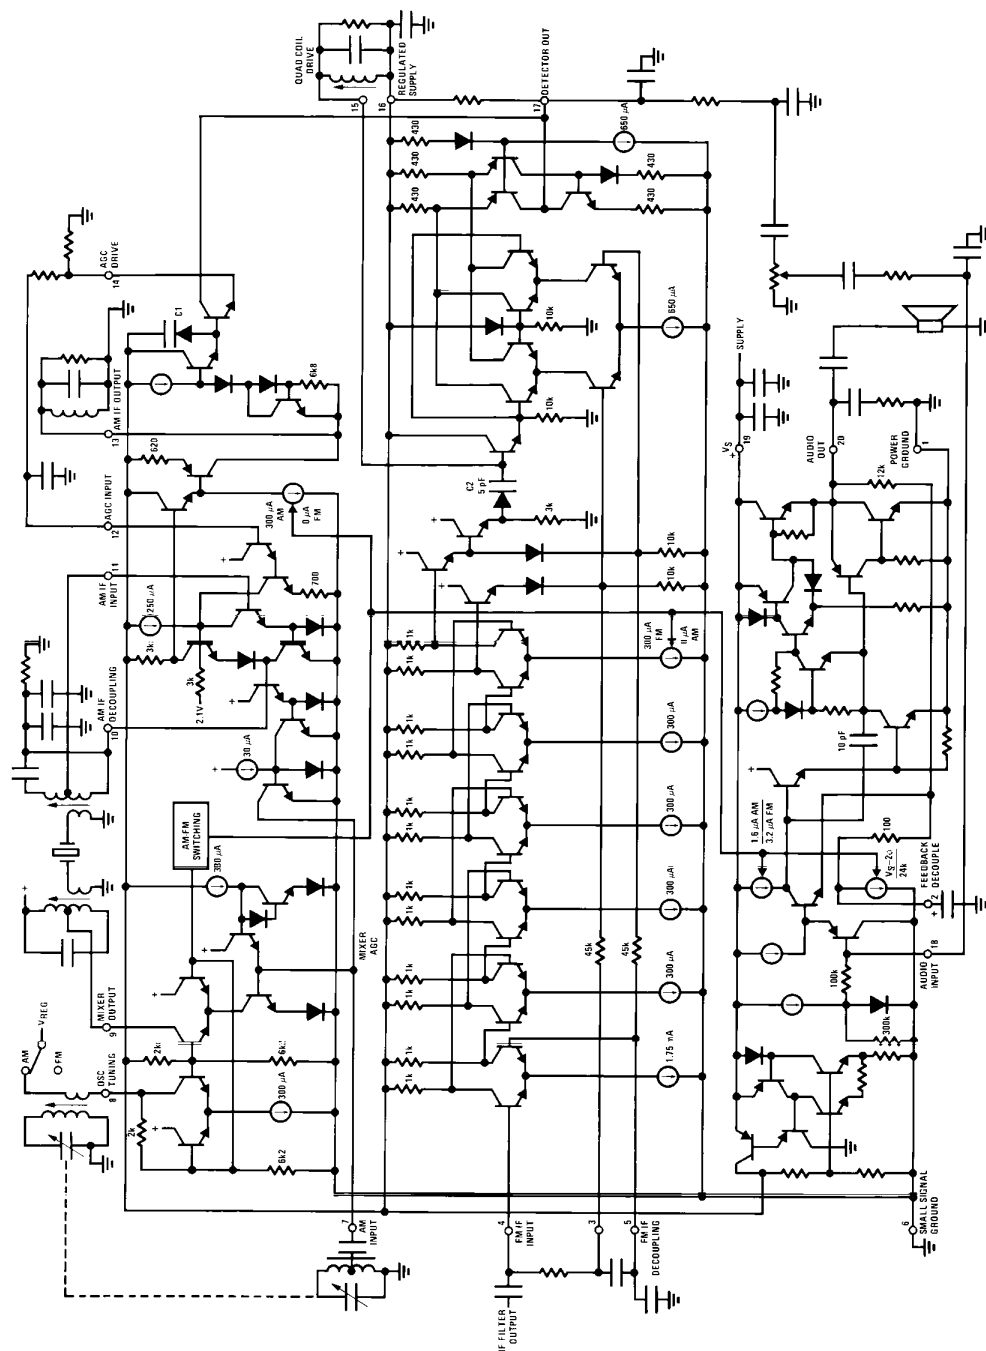 QUAD COIL
DRIVE
15
REGULATED
SUPPLY
16
DETECTOR OUT
17
430
430
430
650 µA
430
430
AGC
DRIVE
14
C1
AM IF OUTPUT
13
6k8
620
AGC INPUT
12
300 µA
AM
0 µA
FM
AM IF
INPUT
11
250 µA
700
3k
3k
2.1V
AM IF
DECOUPLING
10
30 µA
AM/FM
SWITCHING
300 µA
MIXER
AGC
MIXER
OUTPUT
9
AM
VREG
FM
OSC
TUNING
8
2k
2k
6k2
300 µA
6k2
7
AM
INPUT
10k
10k
650 µA
C2
5 pF
3k
10k
10k
1k
1k
300 µA
FM
0 µA
AM
1k
1k
300 µA
1k
1k
300 µA
1k
1k
300 µA
1k
1k
300 µA
1k
1k
1.75 mA
45k
45k
4
FM IF
INPUT
3
5
FM IF
DECOUPLING
IF FILTER
OUTPUT
SUPPLY
VS
+
19
AUDIO
OUT
20
POWER
GROUND
1
12k
10 pF
1.6 µA AM
3.2 µA FM
100
VS-2∅
24k
+ 2
FEEDBACK
DECOUPLE
100k
18
AUDIO
INPUT
300k
6
SMALL SIGNAL
GROUND